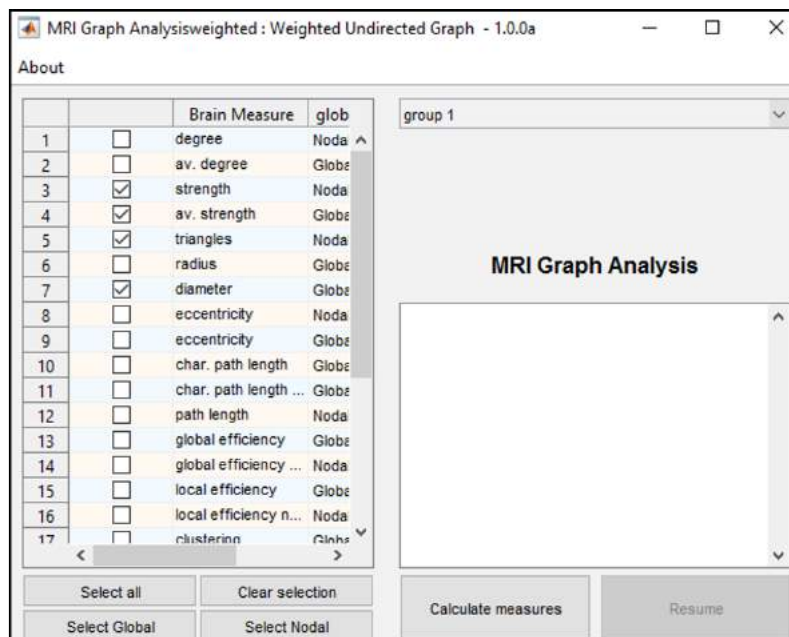 MRI Graph Analysisweighted : Weighted Undirected Graph - 1.0.0a
About
Brain Measure glob
1 degree Noda
2 av. degree Globa
3 strength Noda
4 av. strength Globa
5 triangles Noda
6 radius Globa
7 diameter Globa
8 eccentricity Noda
9 eccentricity Globa
10 char. path length Globa
11 char. path length ... Globa
12 path length Noda
13 global efficiency Globa
14 global efficiency ... Noda
15 local efficiency Globa
16 local efficiency n... Noda
17 clustering Globa
Select all Clear selection
Select Global Select Nodal
group 1
MRI Graph Analysis
Calculate measures Resume